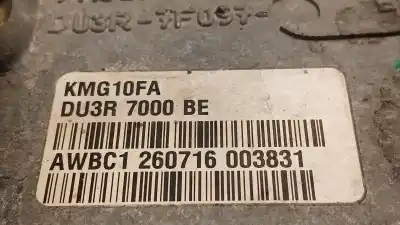 DU3R-7F097-
KMG10FA
DU3R 7000 BE
AWBC1 260716 003831